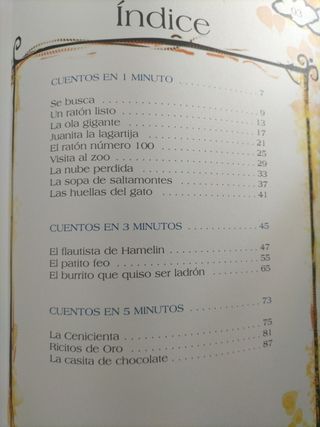 93
Índice
CUENTOS EN 1 MINUTO ........ 7
Se busca ........ 9
Un ratón listo ........ 13
La ola gigante ........ 17
Juanita la lagartija ........ 21
El ratón número 100 ........ 25
Visita al zoo ........ 29
La nube perdida ........ 33
La sopa de saltamontes ........ 37
Las huellas del gato ........ 41
CUENTOS EN 3 MINUTOS ........ 45
El flautista de Hamelin ........ 47
El patito feo ........ 55
El burrito que quiso ser ladrón ........ 65
CUENTOS EN 5 MINUTOS ........ 73
La Cenicienta ........ 75
Ricitos de Oro ........ 81
La casita de chocolate ........ 87